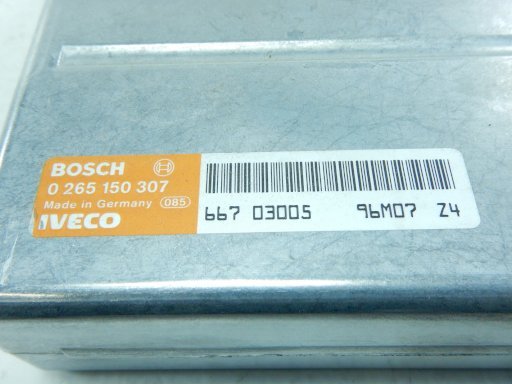 BOSCH
0 265 150 307
Made in Germany 085
IVECO
667 03005 96M07 Z4